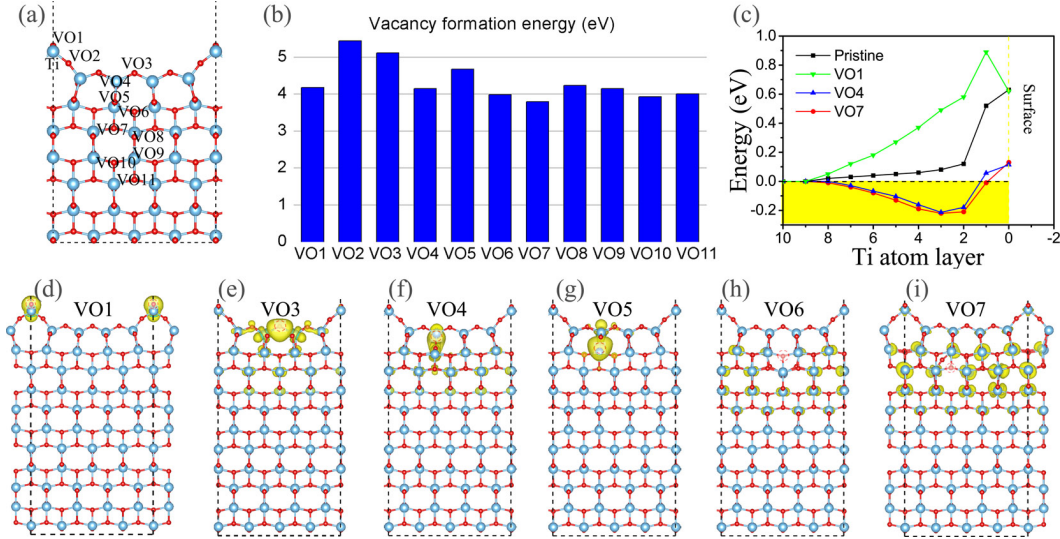 (a)
VO1
VO2
Ti
VO3
VO4
VO5
VO6
VO7
VO8
VO9
VO10
VO11
(b)
Vacancy formation energy (eV)
5
4
3
2
1
0
VO1 VO2 VO3 VO4 VO5 VO6 VO7 VO8 VO9 VO10 VO11
(c)
1.0
0.8
0.6
0.4
0.2
0.0
-0.2
Energy (eV)
Pristine
VO1
VO4
VO7
Surface
10 8 6 4 2 0 -2
Ti atom layer
(d) VO1
(e) VO3
(f) VO4
(g) VO5
(h) VO6
(i) VO7